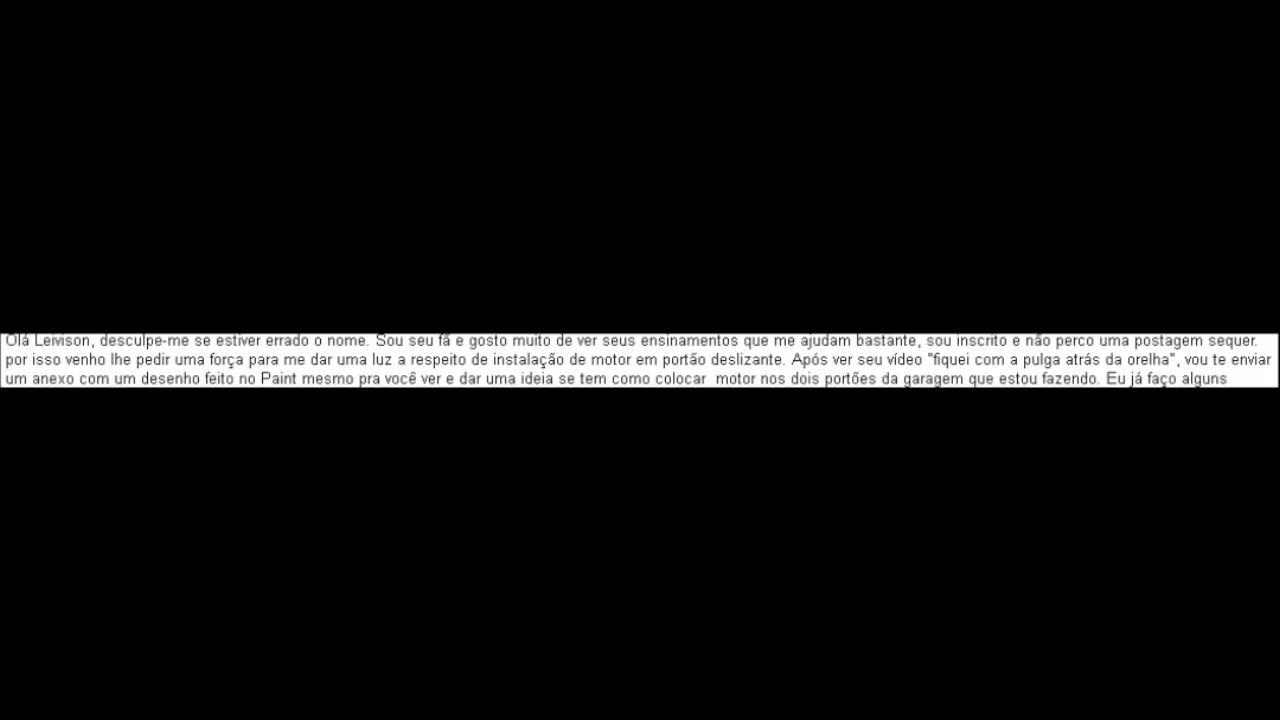 Olá Leivison, desculpe-me se estiver errado o nome. Sou seu fã e gosto muito de ver seus ensinamentos que me ajudam bastante, sou inscrito e não perco uma postagem sequer.
por isso venho lhe pedir uma força para me dar uma luz a respeito de instalação de motor em portão deslizante. Após ver seu vídeo "fiquei com a pulga atrás da orelha", vou te enviar
um anexo com um desenho feito no Paint mesmo pra você ver e dar uma ideia se tem como colocar  motor nos dois portões da garagem que estou fazendo. Eu já faço alguns